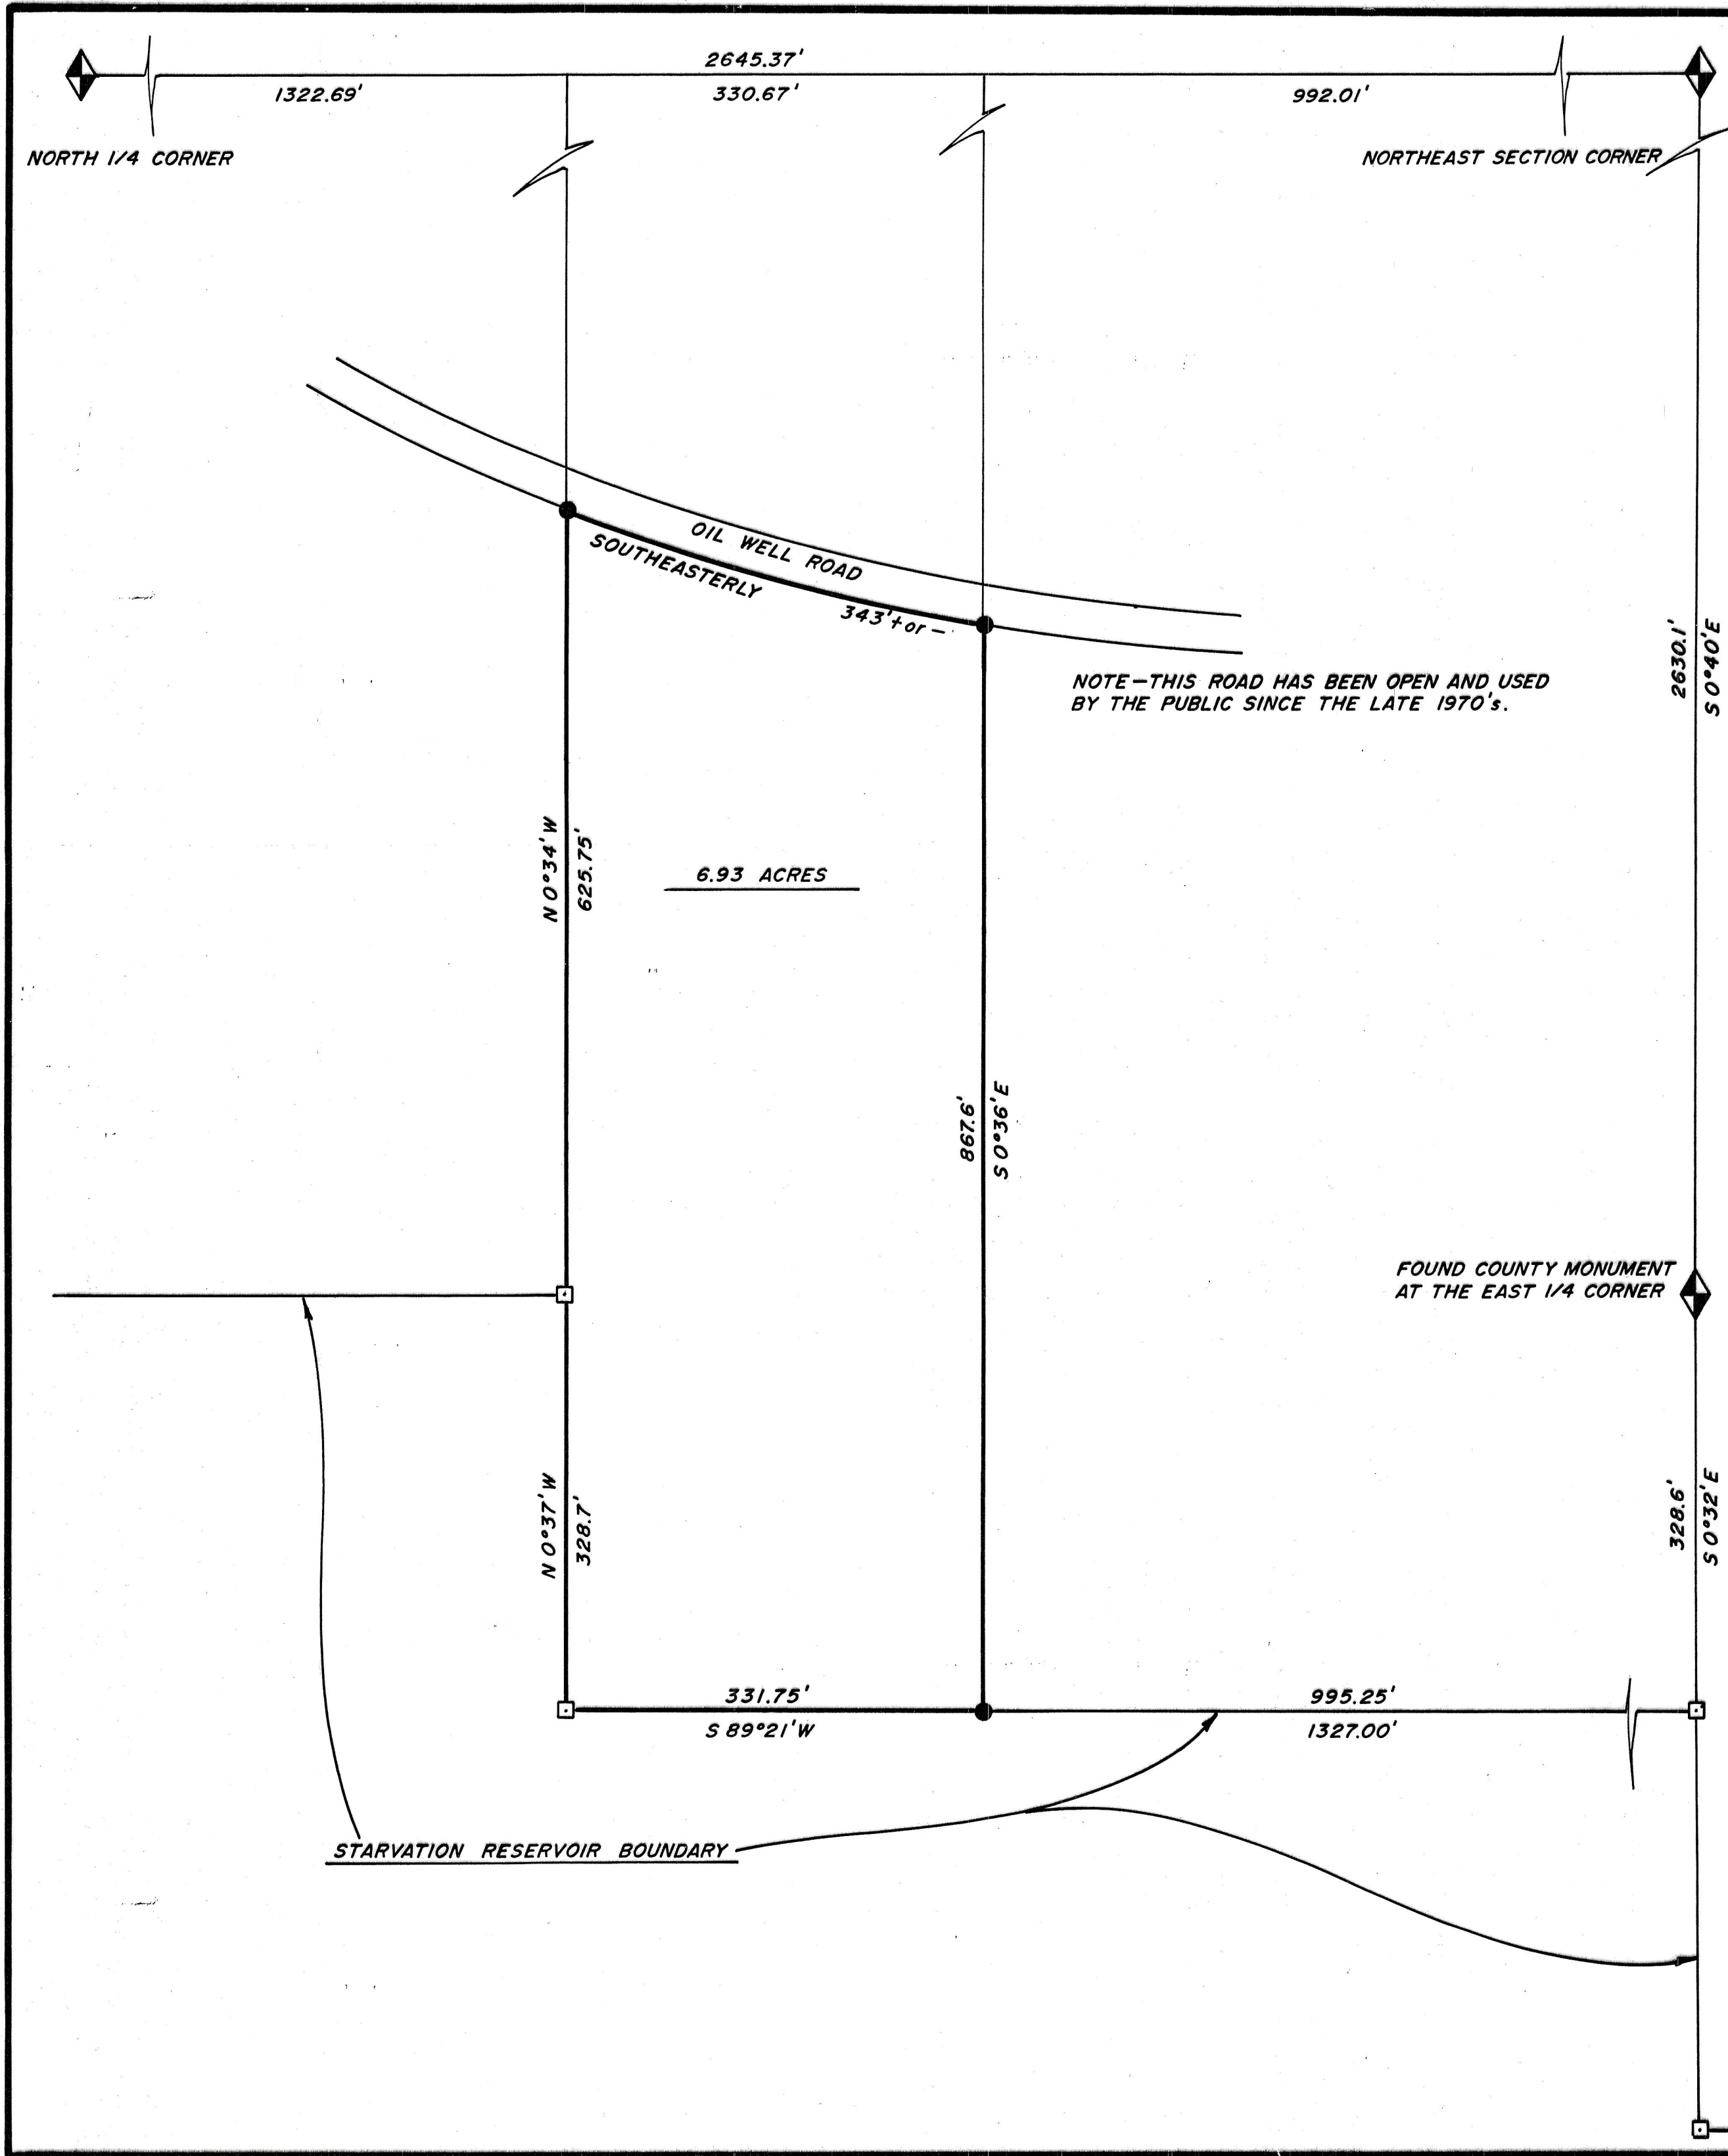 2645.37'
1322.69'
330.67'
992.01'
NORTH 1/4 CORNER
NORTHEAST SECTION CORNER
OIL WELL ROAD
SOUTHEASTERLY
343'+or-
NOTE-THIS ROAD HAS BEEN OPEN AND USED
BY THE PUBLIC SINCE THE LATE 1970's.
2630.1'
S 0°40'E
N 0°34'W
625.75'
6.93 ACRES
867.6'
S 0°36'E
FOUND COUNTY MONUMENT
AT THE EAST 1/4 CORNER
N 0°37'W
328.7'
328.6'
S 0°32'E
331.75'
S 89°21'W
995.25'
1327.00'
STARVATION RESERVOIR BOUNDARY